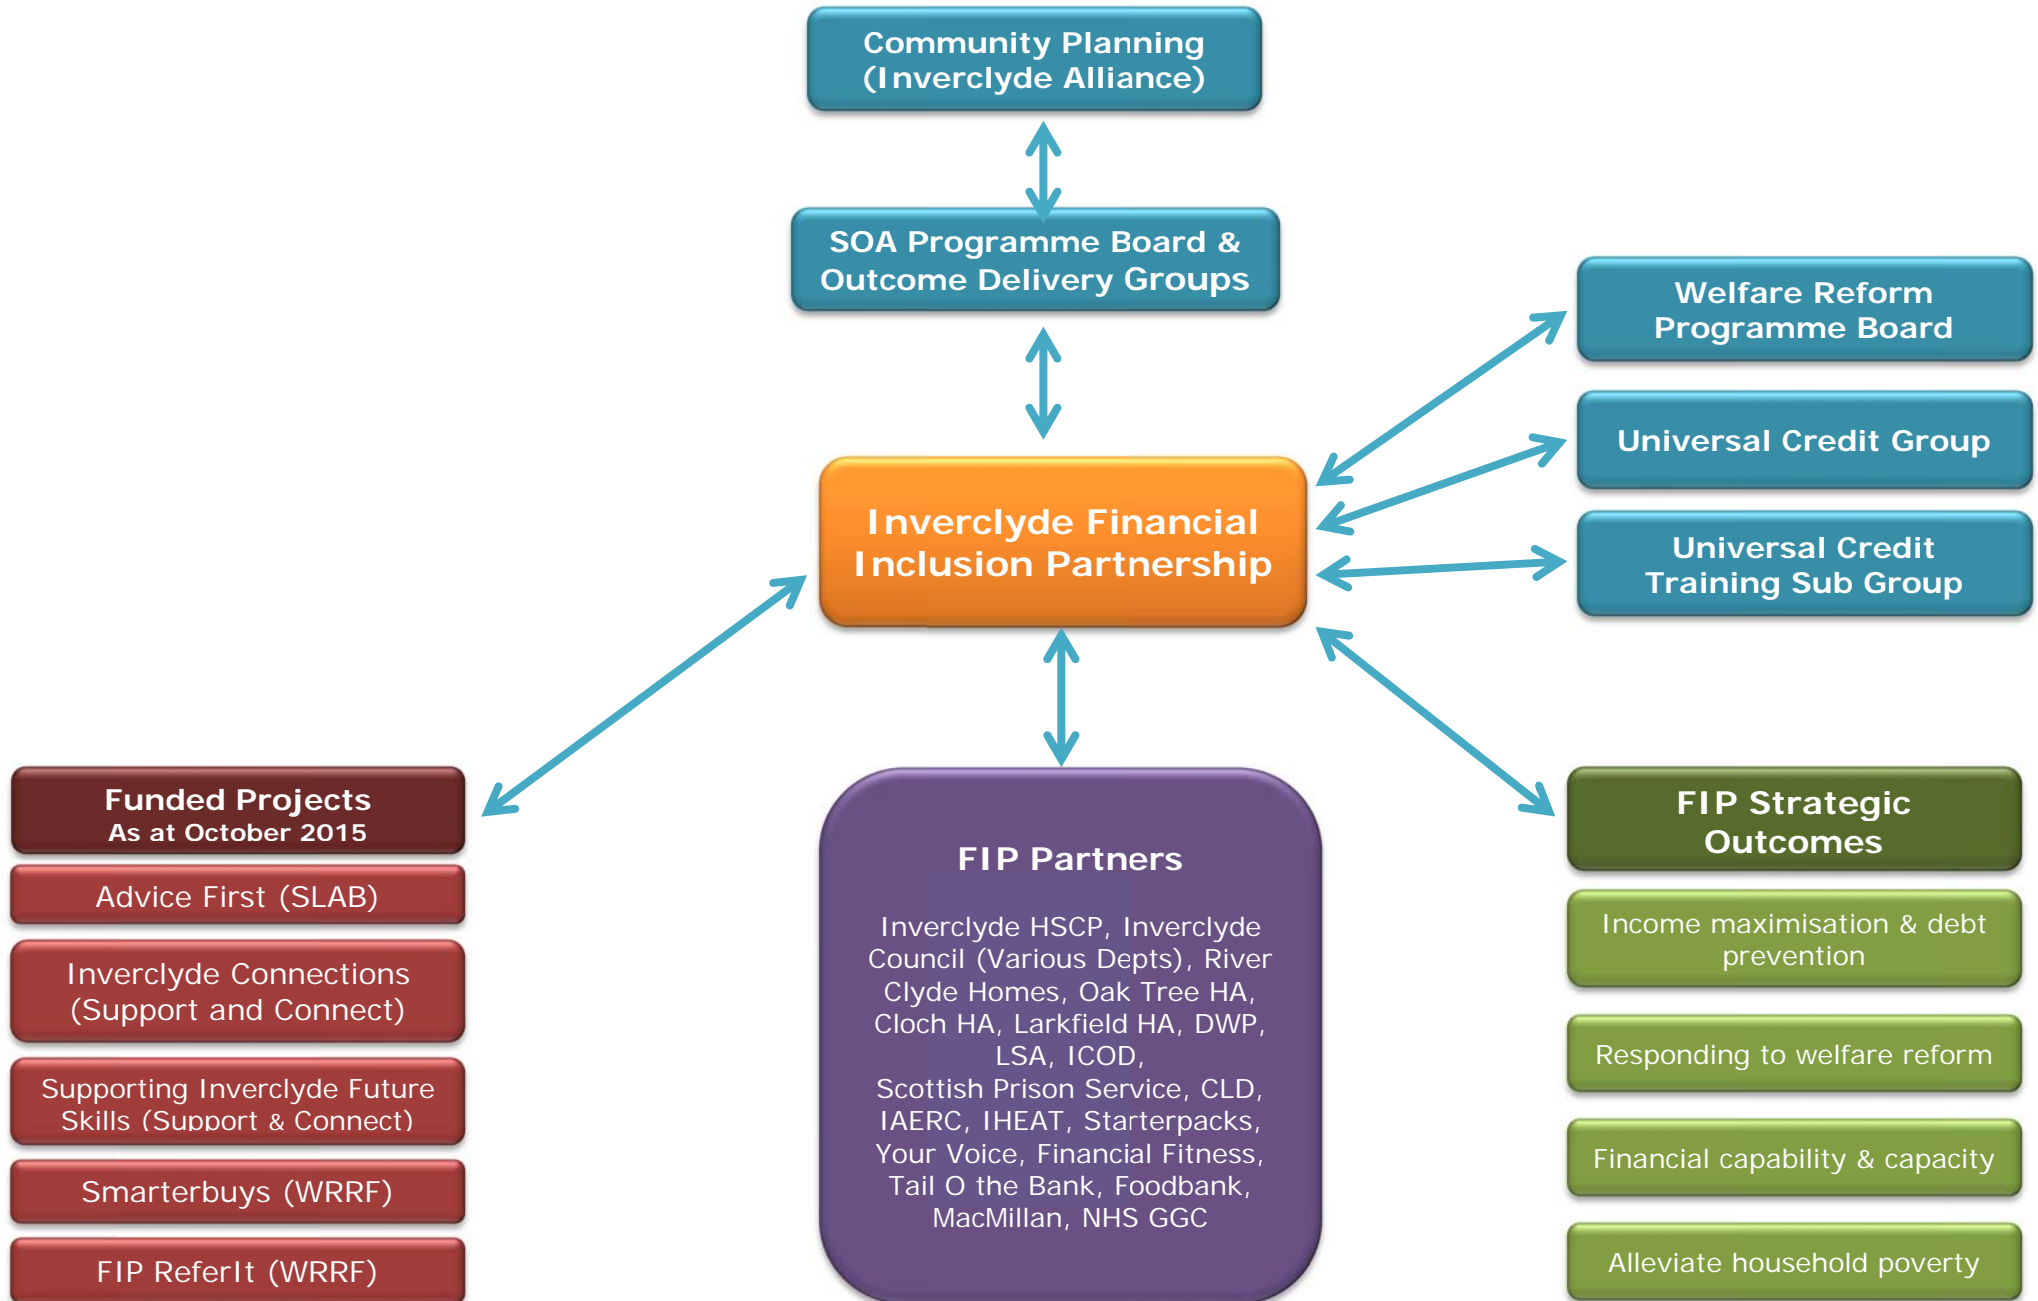 Community Planning
(Inverclyde Alliance)
SOA Programme Board &
Outcome Delivery Groups
Welfare Reform
Programme Board
Universal Credit Group
Universal Credit
Training Sub Group
Inverclyde Financial
Inclusion Partnership
Funded Projects
As at October 2015
Advice First (SLAB)
Inverclyde Connections
(Support and Connect)
Supporting Inverclyde Future
Skills (Support & Connect)
Smarterbuys (WRRF)
FIP ReferIt (WRRF)
FIP Partners
Inverclyde HSCP, Inverclyde
Council (Various Depts), River
Clyde Homes, Oak Tree HA,
Cloch HA, Larkfield HA, DWP,
LSA, ICOD,
Scottish Prison Service, CLD,
IAERC, IHEAT, Starterpacks,
Your Voice, Financial Fitness,
Tail O the Bank, Foodbank,
MacMillan, NHS GGC
FIP Strategic
Outcomes
Income maximisation & debt
prevention
Responding to welfare reform
Financial capability & capacity
Alleviate household poverty